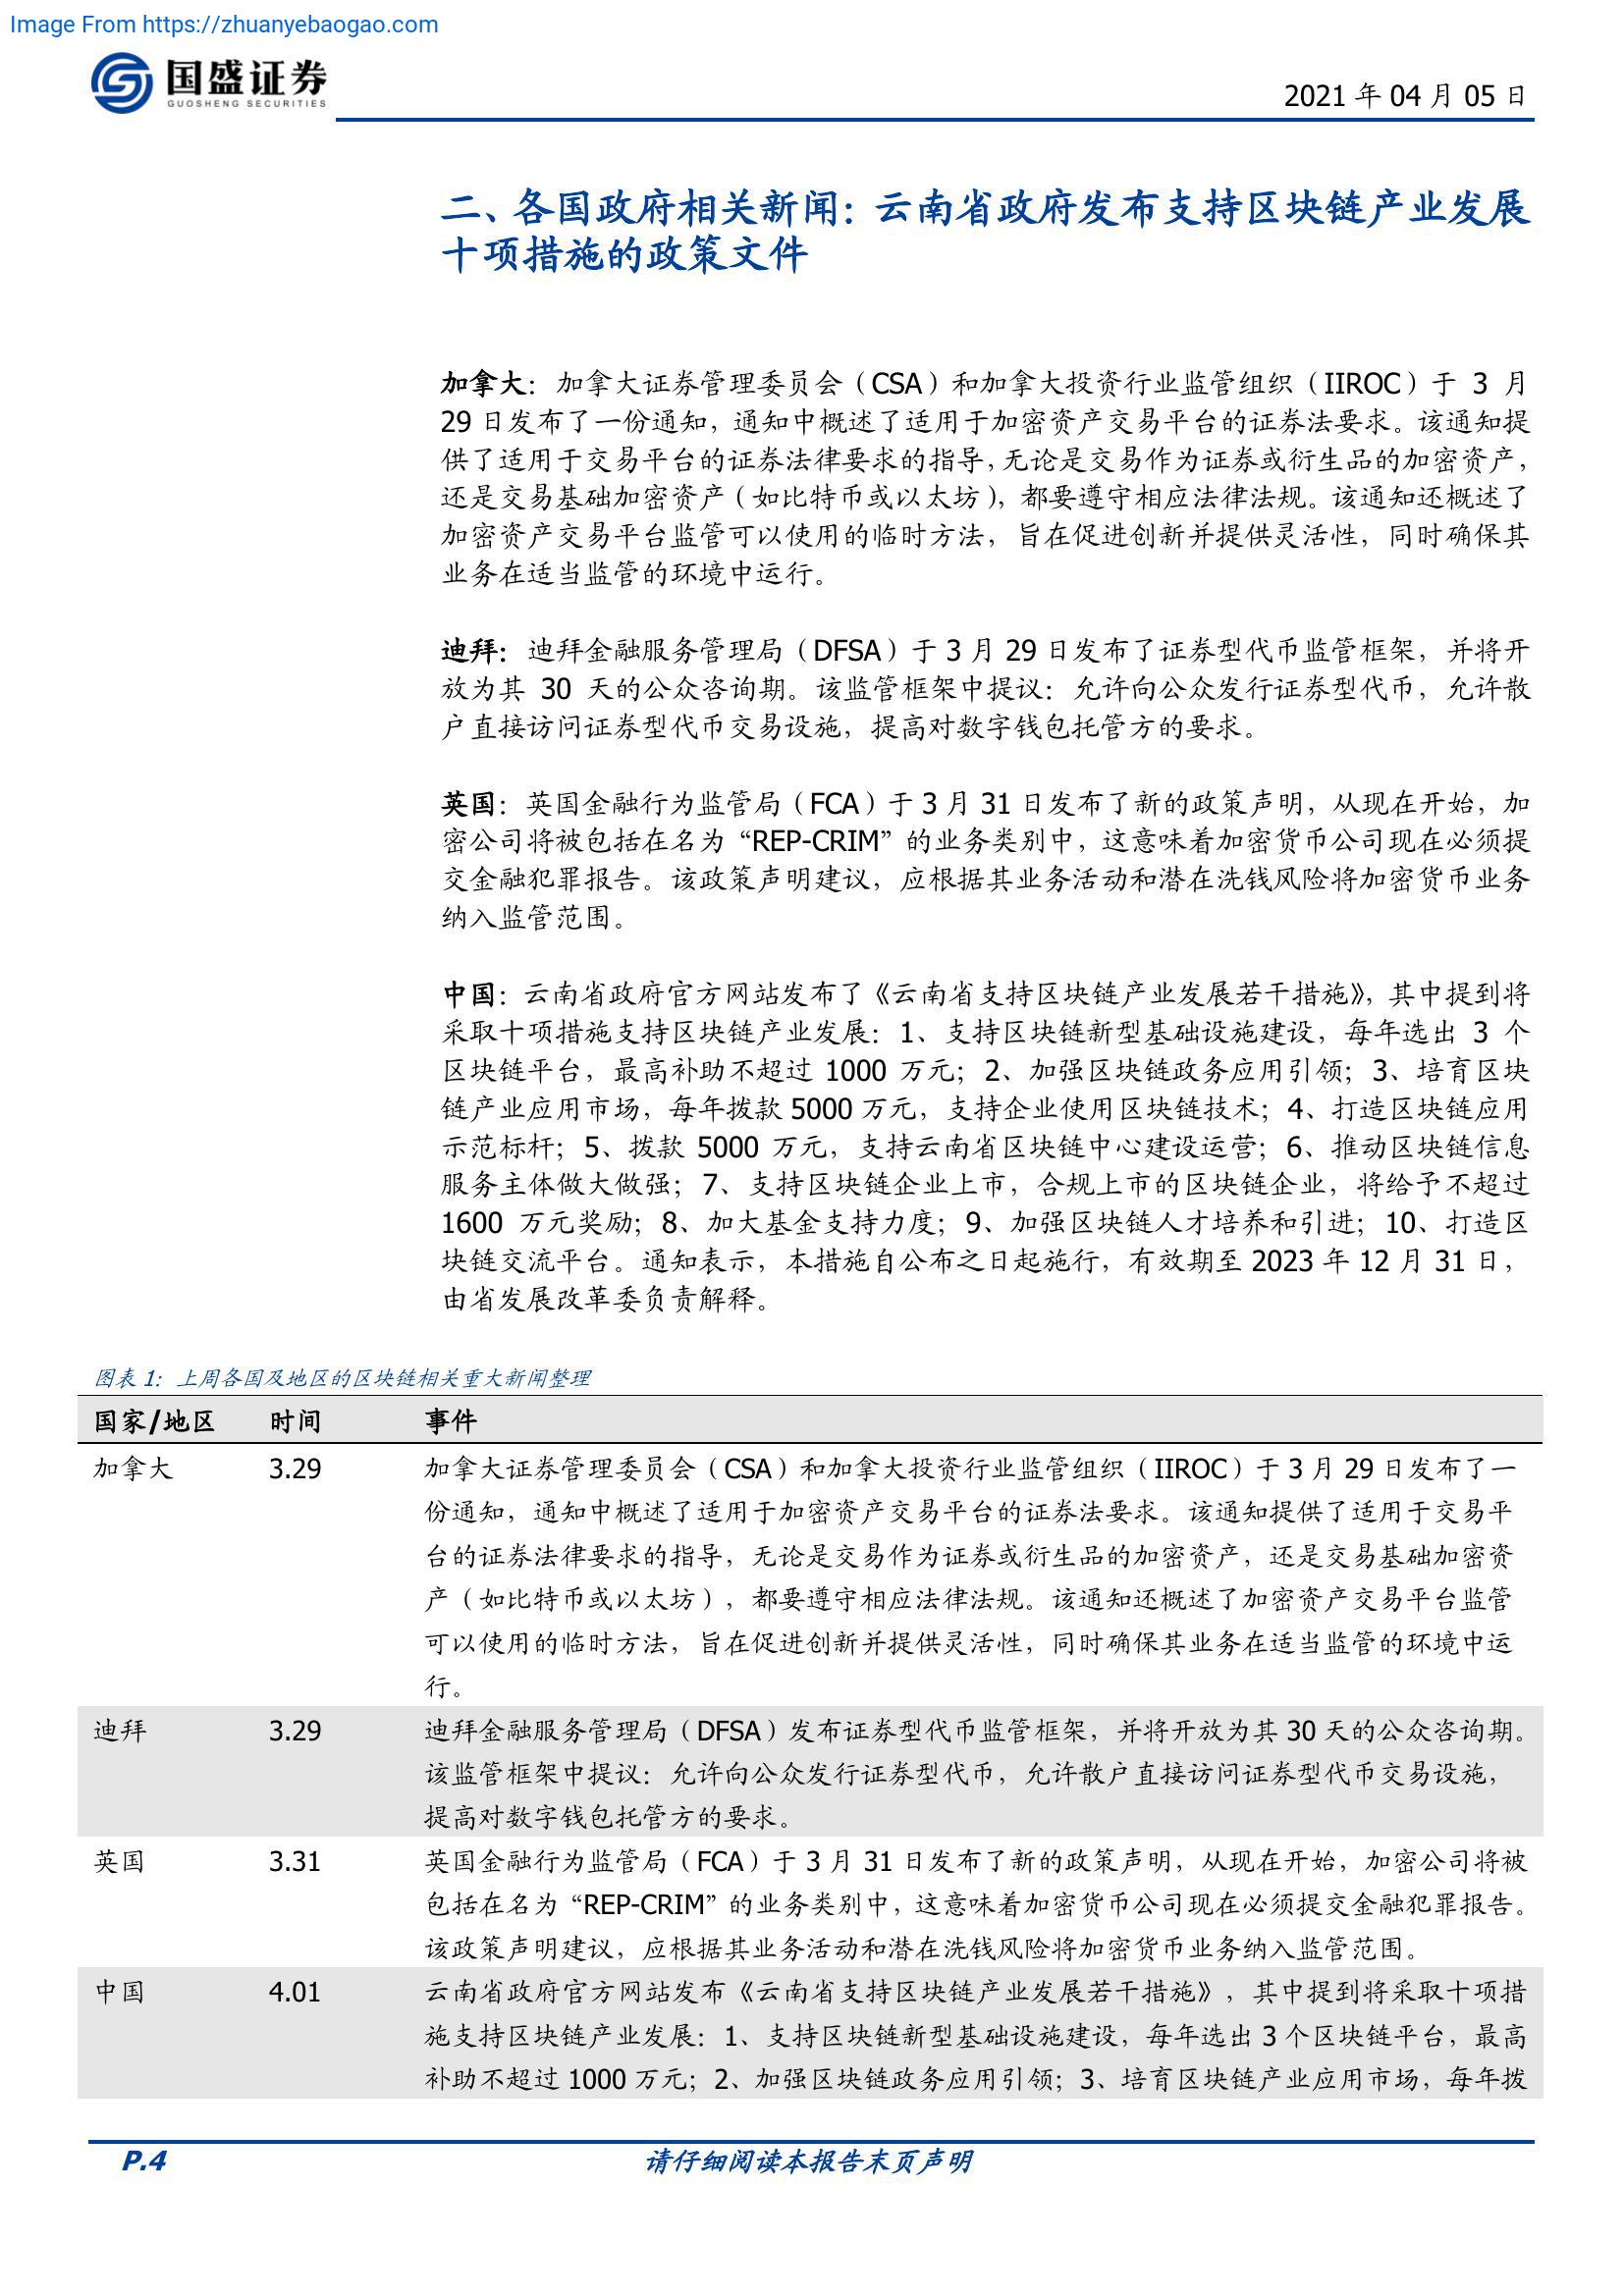 Image From https://zhuanyebaogao.com
国盛证券
GUOSHENG SECURITIES
2021 年 04 月 05 日
二、各国政府相关新闻：云南省政府发布支持区块链产业发展
十项措施的政策文件
加拿大：加拿大证券管理委员会（CSA）和加拿大投资行业监管组织（IIROC）于 3 月
29 日发布了一份通知，通知中概述了适用于加密资产交易平台的证券法要求。该通知提
供了适用于交易平台的证券法律要求的指导，无论是交易作为证券或衍生品的加密资产，
还是交易基础加密资产（如比特币或以太坊），都要遵守相应法律法规。该通知还概述了
加密资产交易平台监管可以使用的临时方法，旨在促进创新并提供灵活性，同时确保其
业务在适当监管的环境中运行。
迪拜：迪拜金融服务管理局（DFSA）于 3 月 29 日发布了证券型代币监管框架，并将开
放为其 30 天的公众咨询期。该监管框架中提议：允许向公众发行证券型代币，允许散
户直接访问证券型代币交易设施，提高对数字钱包托管方的要求。
英国：英国金融行为监管局（FCA）于 3 月 31 日发布了新的政策声明，从现在开始，加
密公司将被包括在名为“REP-CRIM”的业务类别中，这意味着加密货币公司现在必须提
交金融犯罪报告。该政策声明建议，应根据其业务活动和潜在洗钱风险将加密货币业务
纳入监管范围。
中国：云南省政府官方网站发布了《云南省支持区块链产业发展若干措施》，其中提到将
采取十项措施支持区块链产业发展：1、支持区块链新型基础设施建设，每年选出 3 个
区块链平台，最高补助不超过 1000 万元；2、加强区块链政务应用引领；3、培育区块
链产业应用市场，每年拨款 5000 万元，支持企业使用区块链技术；4、打造区块链应用
示范标杆；5、拨款 5000 万元，支持云南省区块链中心建设运营；6、推动区块链信息
服务主体做大做强；7、支持区块链企业上市，合规上市的区块链企业，将给予不超过
1600 万元奖励；8、加大基金支持力度；9、加强区块链人才培养和引进；10、打造区
块链交流平台。通知表示，本措施自公布之日起施行，有效期至 2023 年 12 月 31 日，
由省发展改革委负责解释。
图表 1：上周各国及地区的区块链相关重大新闻整理
国家/地区 时间 事件
加拿大 3.29 加拿大证券管理委员会（CSA）和加拿大投资行业监管组织（IIROC）于 3 月 29 日发布了一
份通知，通知中概述了适用于加密资产交易平台的证券法要求。该通知提供了适用于交易平
台的证券法律要求的指导，无论是交易作为证券或衍生品的加密资产，还是交易基础加密资
产（如比特币或以太坊），都要遵守相应法律法规。该通知还概述了加密资产交易平台监管
可以使用的临时方法，旨在促进创新并提供灵活性，同时确保其业务在适当监管的环境中运
行。
迪拜 3.29 迪拜金融服务管理局（DFSA）发布证券型代币监管框架，并将开放为其 30 天的公众咨询期。
该监管框架中提议：允许向公众发行证券型代币，允许散户直接访问证券型代币交易设施，
提高对数字钱包托管方的要求。
英国 3.31 英国金融行为监管局（FCA）于 3 月 31 日发布了新的政策声明，从现在开始，加密公司将被
包括在名为“REP-CRIM”的业务类别中，这意味着加密货币公司现在必须提交金融犯罪报告。
该政策声明建议，应根据其业务活动和潜在洗钱风险将加密货币业务纳入监管范围。
中国 4.01 云南省政府官方网站发布《云南省支持区块链产业发展若干措施》，其中提到将采取十项措
施支持区块链产业发展：1、支持区块链新型基础设施建设，每年选出 3 个区块链平台，最高
补助不超过 1000 万元；2、加强区块链政务应用引领；3、培育区块链产业应用市场，每年拨
P.4 请仔细阅读本报告末页声明